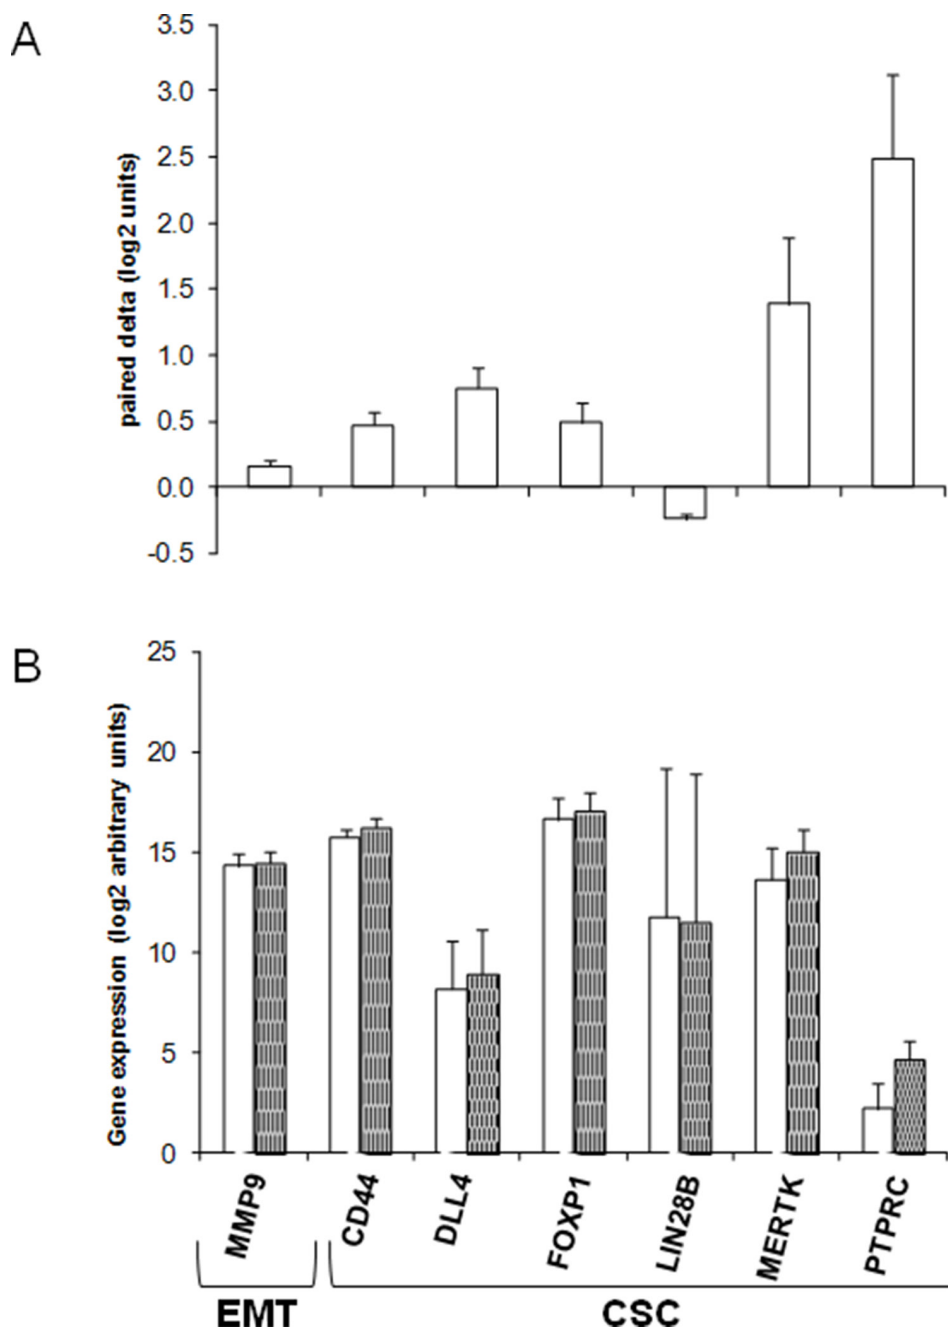 A
paired delta (log2 units)
3.5
3.0
2.5
2.0
1.5
1.0
0.5
0.0
-0.5
B
Gene expression (log2 arbitrary units)
25
20
15
10
5
0
MMP9
CD44
DLL4
FOXP1
LIN28B
MERTK
PTPRC
EMT
CSC